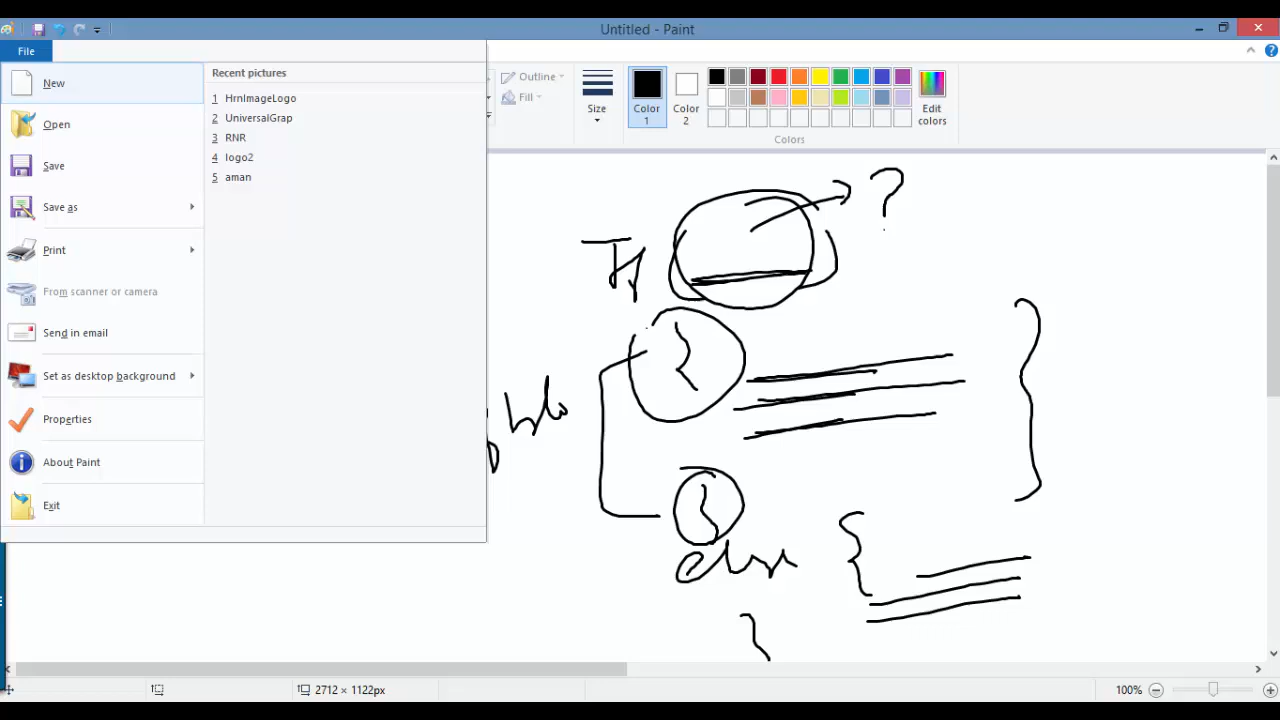 Untitled - Paint
File
New
Open
Save
Save as
Print
From scanner or camera
Send in email
Set as desktop background
Properties
About Paint
Exit
Recent pictures
1 HrnImageLogo
2 UniversalGrap
3 RNR
4 logo2
5 aman
Outline
Fill
Size
Color 1
Color 2
Edit colors
Colors
?
else
2712 × 1122px
100%